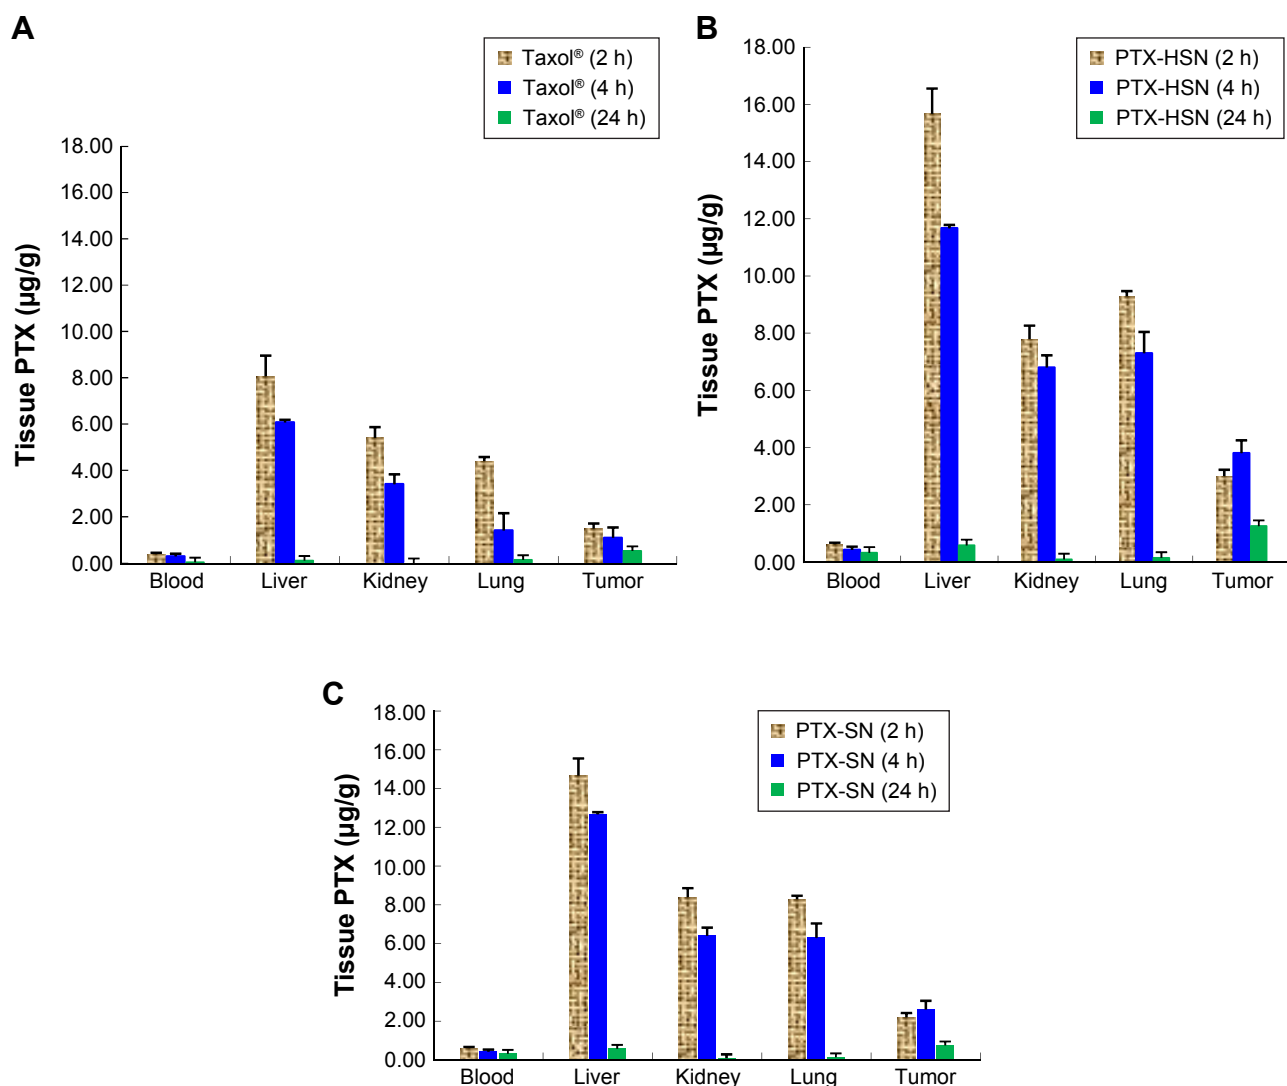 A
Taxol® (2 h)
Taxol® (4 h)
Taxol® (24 h)
18.00
16.00
14.00
12.00
10.00
8.00
6.00
4.00
2.00
0.00
Tissue PTX (µg/g)
Blood Liver Kidney Lung Tumor
B
PTX-HSN (2 h)
PTX-HSN (4 h)
PTX-HSN (24 h)
18.00
16.00
14.00
12.00
10.00
8.00
6.00
4.00
2.00
0.00
Tissue PTX (µg/g)
Blood Liver Kidney Lung Tumor
C
PTX-SN (2 h)
PTX-SN (4 h)
PTX-SN (24 h)
18.00
16.00
14.00
12.00
10.00
8.00
6.00
4.00
2.00
0.00
Tissue PTX (µg/g)
Blood Liver Kidney Lung Tumor